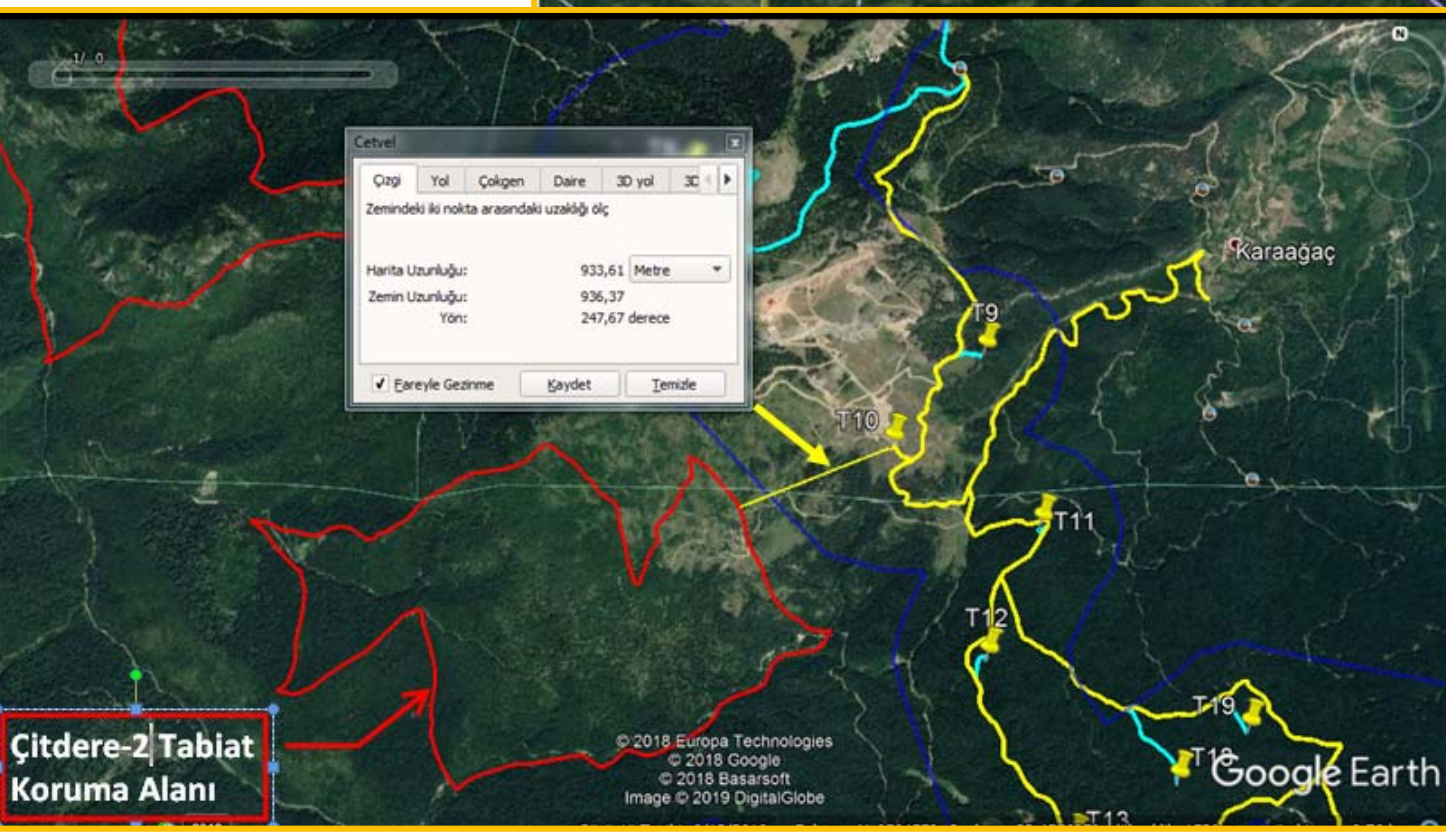 1/ 0
N
Cetvel
Çizgi Yol Çokgen Daire 3D yol 3D
Zemindeki iki nokta arasındaki uzaklığı ölç
Harita Uzunluğu: 933,61 Metre
Zemin Uzunluğu: 936,37
Yön: 247,67 derece
Fareyle Gezinme Kaydet Temizle
Karaağaç
T9
T10
T11
T12
T19
T18
T13
Çitdere-2 Tabiat
Koruma Alanı
© 2018 Europa Technologies
© 2018 Google
© 2018 Basarsoft
Image © 2019 DigitalGlobe
Google Earth